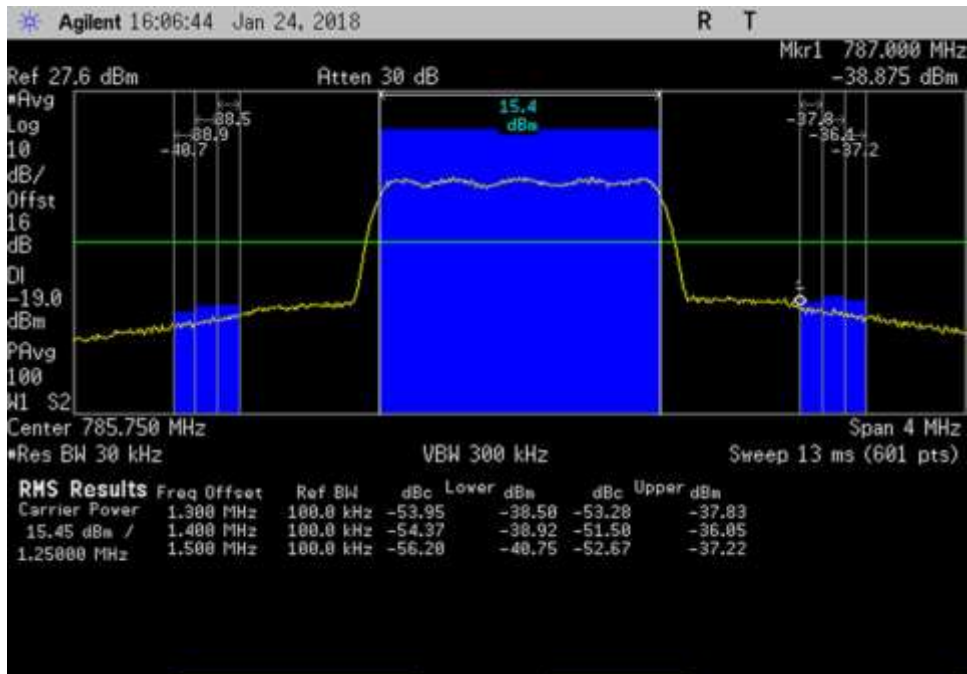 Agilent 16:06:44 Jan 24, 2018 R T
Mkr1 787.000 MHz
Ref 27.6 dBm Atten 30 dB -38.875 dBm
*Avg
Log
10
dB/
Offst
16
dB
DI
-19.0
dBm
PAvg
100
W1 S2
15.4
dBm
-38.5
-38.9
-40.7
-37.8
-36.1
-37.2
1
Center 785.750 MHz Span 4 MHz
*Res BW 30 kHz VBW 300 kHz Sweep 13 ms (601 pts)
RMS Results Freq Offset Ref BW dBc Lower dBm dBc Upper dBm
Carrier Power 1.300 MHz 100.0 kHz -53.95 -38.50 -53.28 -37.83
15.45 dBm / 1.400 MHz 100.0 kHz -54.37 -38.92 -51.50 -36.05
1.25000 MHz 1.500 MHz 100.0 kHz -56.20 -40.75 -52.67 -37.22